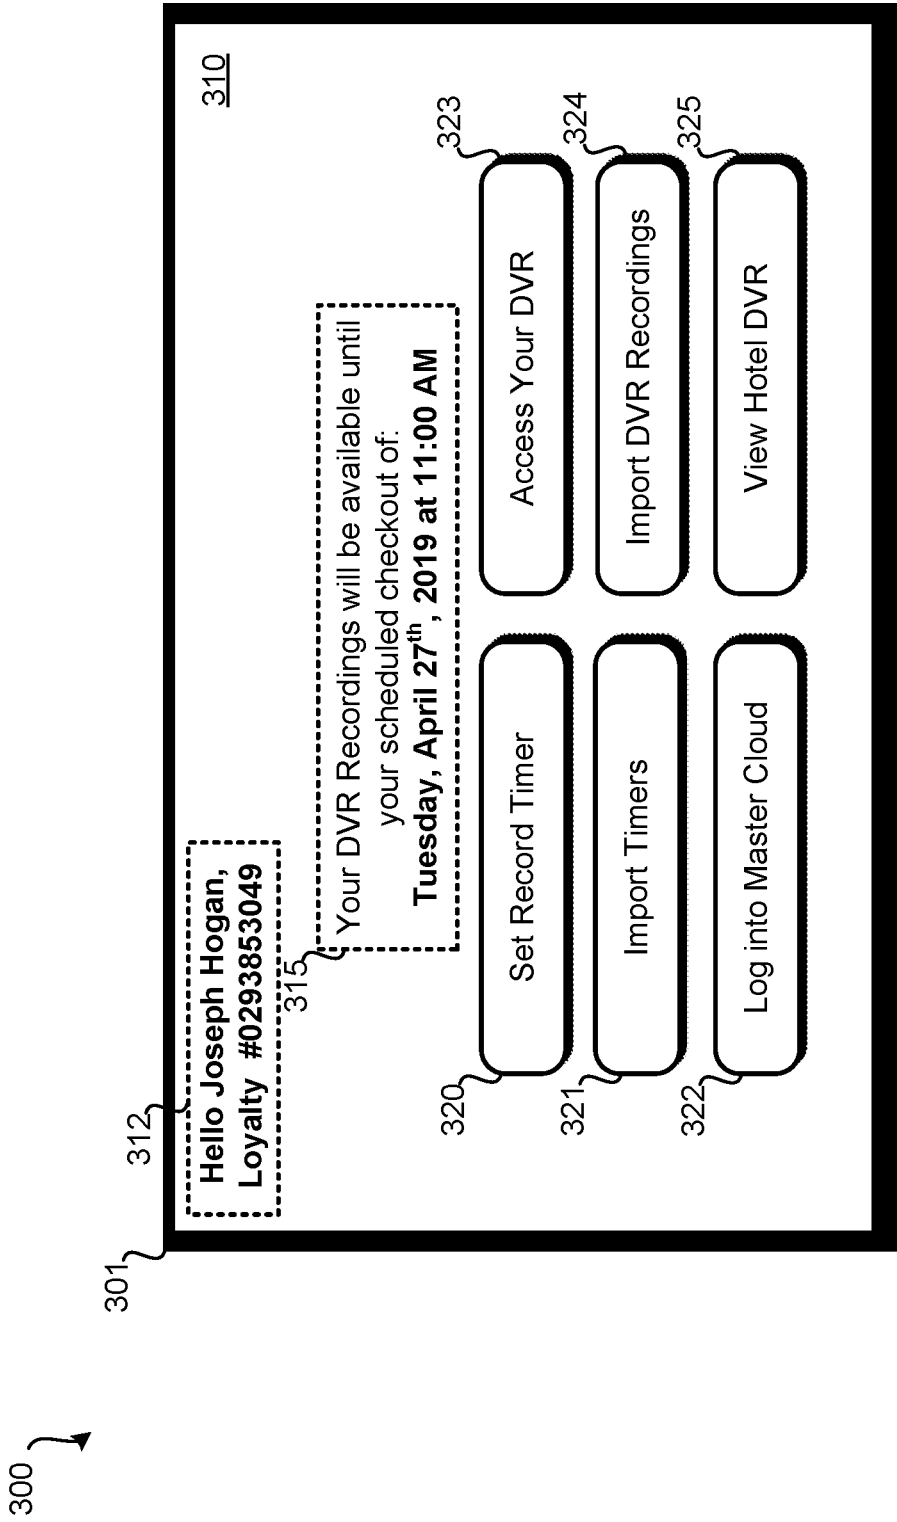 300
301
312
Hello Joseph Hogan,
Loyalty #0293853049
310
315
Your DVR Recordings will be available until
your scheduled checkout of:
Tuesday, April 27th, 2019 at 11:00 AM
320
Set Record Timer
Access Your DVR
323
321
Import Timers
Import DVR Recordings
324
322
Log into Master Cloud
View Hotel DVR
325